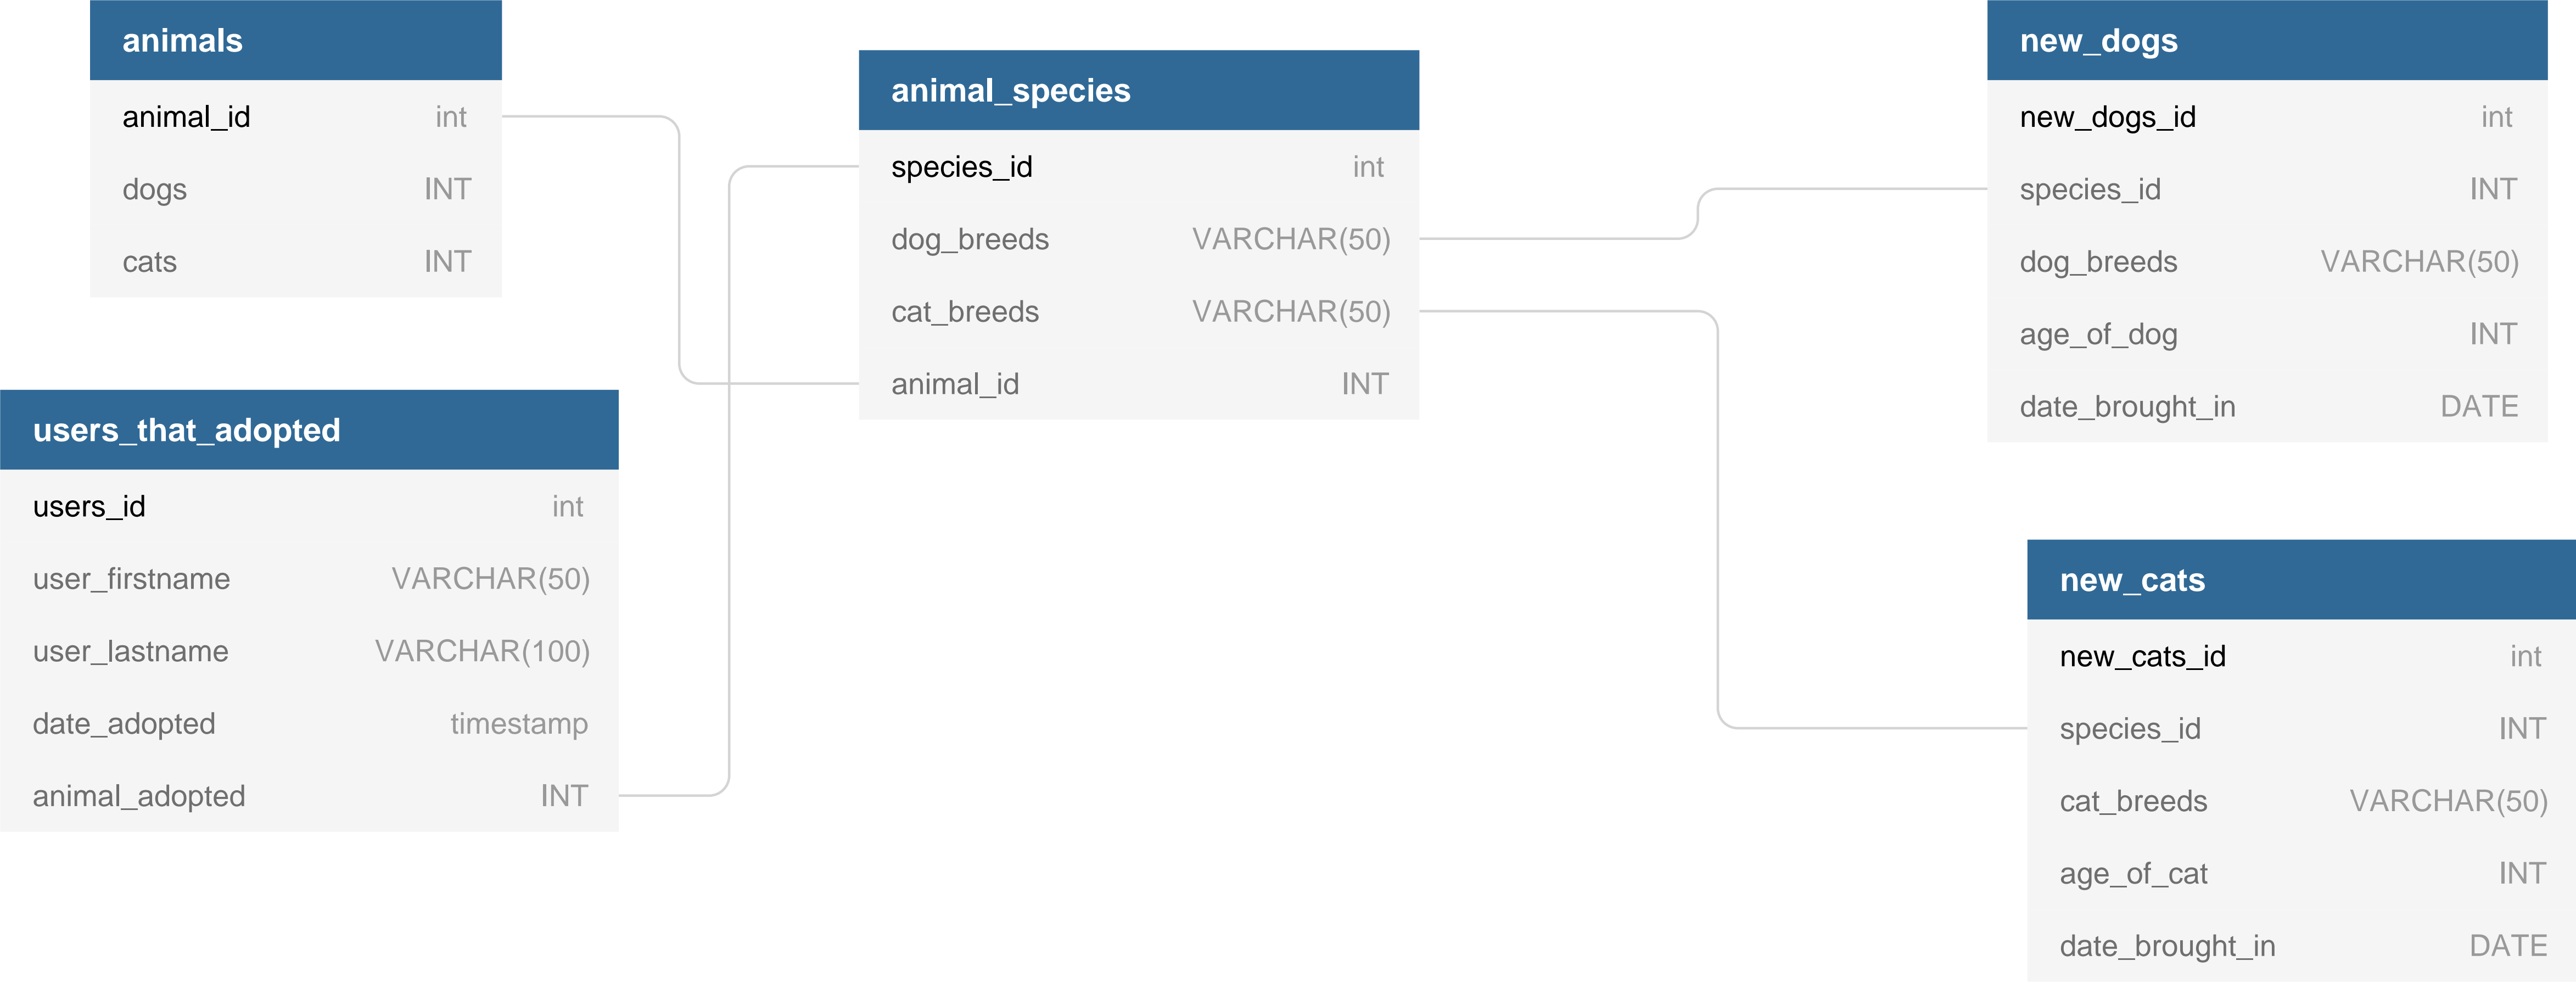 animals
animal_id int
dogs INT
cats INT
users_that_adopted
users_id int
user_firstname VARCHAR(50)
user_lastname VARCHAR(100)
date_adopted timestamp
animal_adopted INT
animal_species
species_id int
dog_breeds VARCHAR(50)
cat_breeds VARCHAR(50)
animal_id INT
new_dogs
new_dogs_id int
species_id INT
dog_breeds VARCHAR(50)
age_of_dog INT
date_brought_in DATE
new_cats
new_cats_id int
species_id INT
cat_breeds VARCHAR(50)
age_of_cat INT
date_brought_in DATE